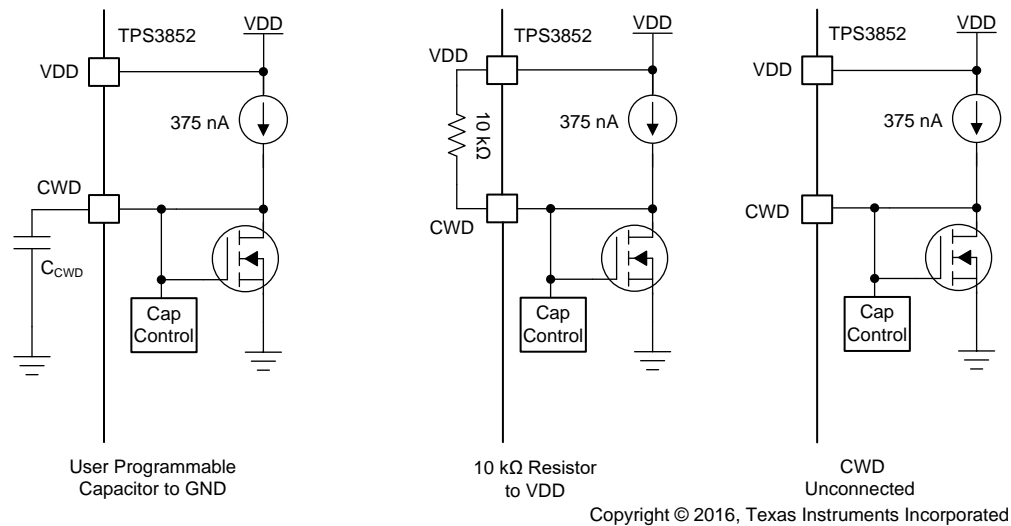 TPS3852
VDD
VDD
375 nA
CWD
C_CWD
Cap
Control
User Programmable
Capacitor to GND
TPS3852
VDD
VDD
10 kΩ
375 nA
CWD
Cap
Control
10 kΩ Resistor
to VDD
TPS3852
VDD
VDD
375 nA
CWD
Cap
Control
CWD
Unconnected
Copyright © 2016, Texas Instruments Incorporated